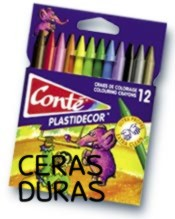 Conté
CRAIES DE COLORIAGE
COLOURING CRAYONS
12
PLASTIDECOR
CERAS
DURAS